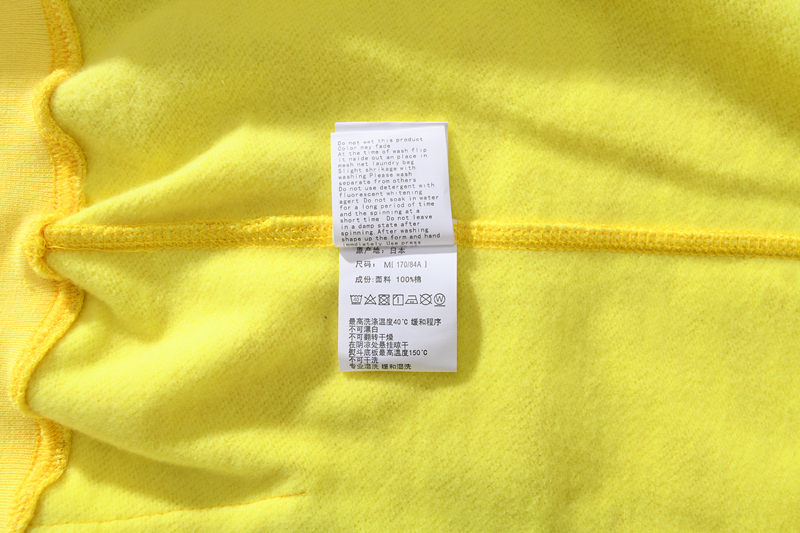 Do not wet this product
Color may fade
At the time of wash flip
it naide out an place in
mesh net laundry bag
Slight shrikage with
washing Please wash
separate from others
Do not use detergent with
fluorescent whitening
agert Do not soak in water
for a long period of time
and the spinning at a
short time Do not leave
in a damp state after
spinning.After washing
shape up the form and hand
immletely Use press
原产地: 日本
尺码: M( 170/84A )
成份:面料 100%棉
最高洗涤温度40℃ 缓和程序
不可漂白
不可翻转干燥
在阴凉处悬挂晾干
熨斗底板最高温度150℃
不可干洗
专业湿洗 缓和湿洗